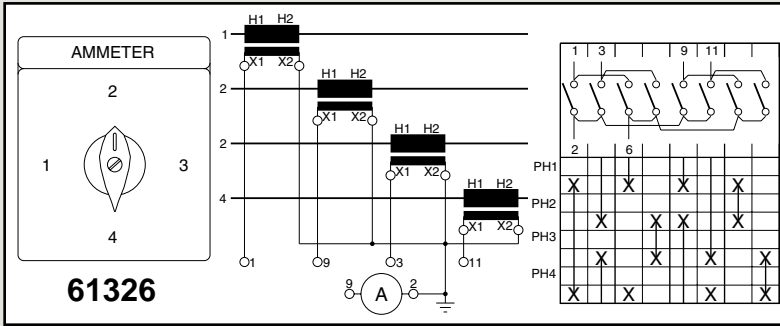 AMMETER
2
1
3
4
61326
1 H1 H2
X1 X2
2 H1 H2
X1 X2
2 H1 H2
X1 X2
4 H1 H2
X1 X2
1 9 3 11
9 A 2
1 3 9 11
2 6
PH1
X X X X
PH2
X X X X
PH3
X X X X
PH4
X X X X